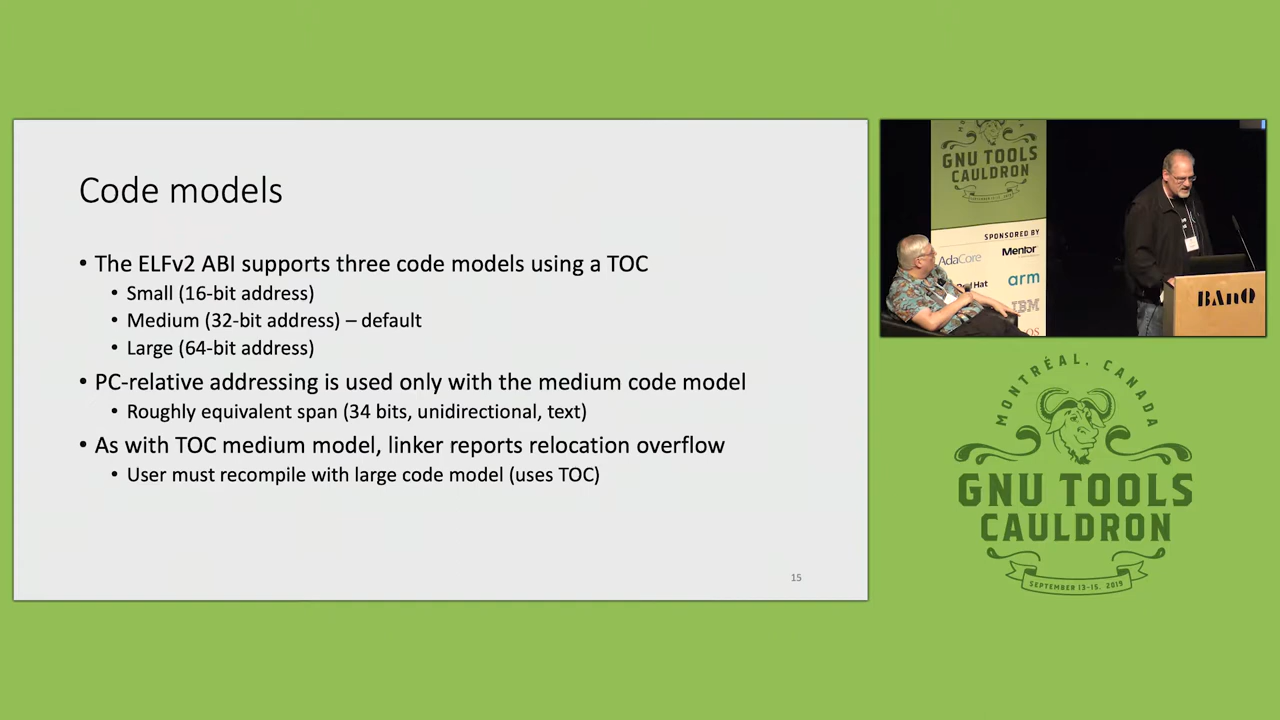 Code models
• The ELFv2 ABI supports three code models using a TOC
• Small (16-bit address)
• Medium (32-bit address) – default
• Large (64-bit address)
• PC-relative addressing is used only with the medium code model
• Roughly equivalent span (34 bits, unidirectional, text)
• As with TOC medium model, linker reports relocation overflow
• User must recompile with large code model (uses TOC)
15
GNU TOOLS
CAULDRON
SPONSORED BY
AdaCore
Mentor
Hat
arm
IBM
BAnQ
MONTRÉAL, CANADA
GNU TOOLS
CAULDRON
SEPTEMBER 13-15, 2019